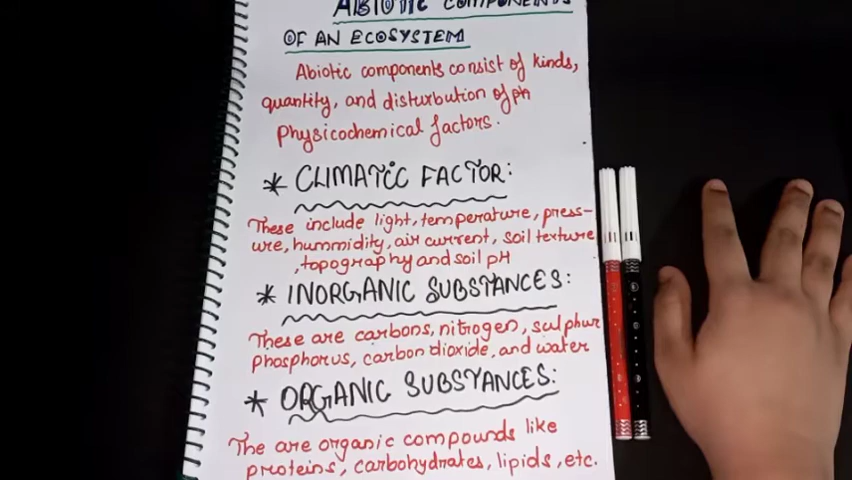 ABIOTIC COMPONENTS
OF AN ECOSYSTEM
Abiotic components consist of kinds,
quantity, and disturbution of ph
Physicochemical factors.
* CLIMATIC FACTOR:
These include light, temperature, press-
ure, hummidity, air current, soil texture
, topography and soil pH
* INORGANIC SUBSTANCES:
These are carbons, nitrogen, sulphur
Phosphorus, carbon dioxide, and water
* ORGANIC SUBSTANCES:
The are organic compounds like
proteins, carbohydrates, lipids, etc.